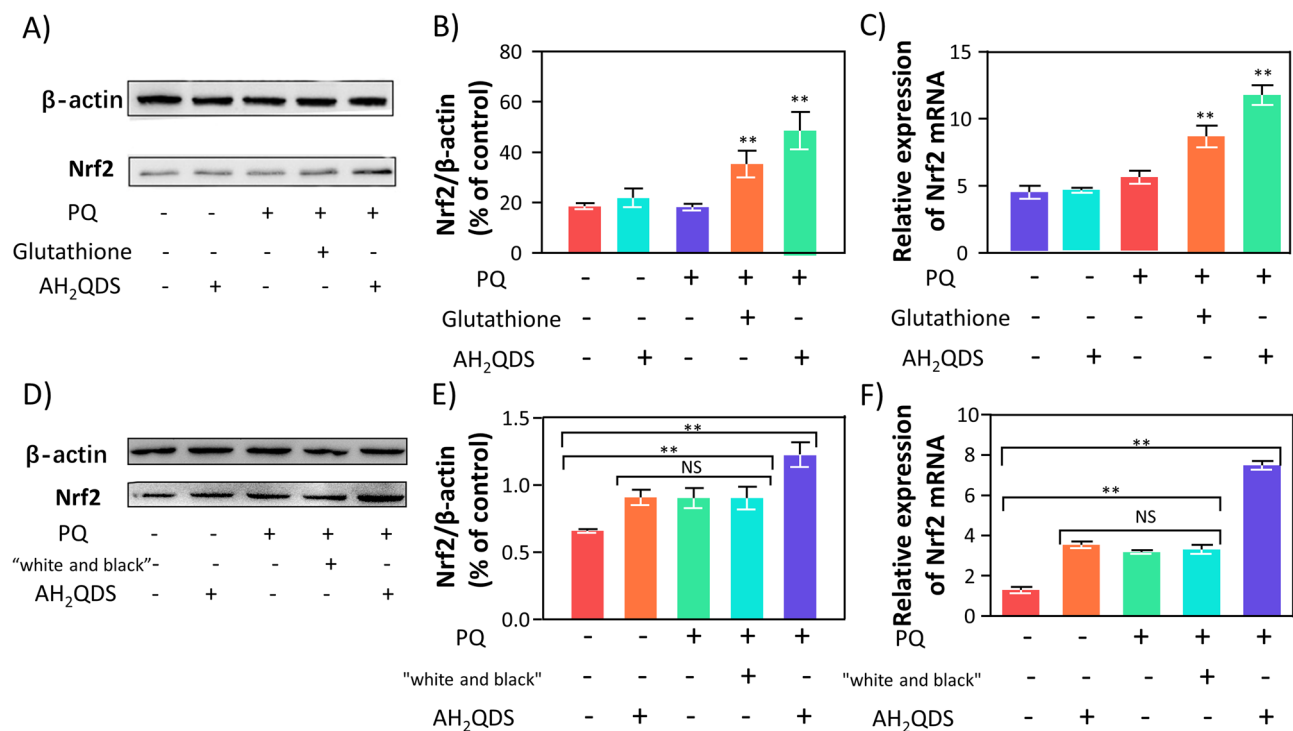 A)
β-actin
Nrf2
PQ - - + + +
Glutathione - - - + -
AH₂QDS - + - - +
B)
Nrf2/β-actin
(% of control)
80
60
40
20
0
**
**
PQ - - + + +
Glutathione - - - + -
AH₂QDS - + - - +
C)
Relative expression
of Nrf2 mRNA
15
10
5
0
**
**
PQ - - + + +
Glutathione - - - + -
AH₂QDS - + - - +
D)
β-actin
Nrf2
PQ - - + + +
“white and black” - - - + -
AH₂QDS - + - - +
E)
Nrf2/β-actin
(% of control)
1.5
1.0
0.5
0.0
**
**
NS
PQ - - + + +
"white and black" - - - + -
AH₂QDS - + - - +
F)
Relative expression
of Nrf2 mRNA
10
8
6
4
2
0
**
**
NS
PQ - - + + +
"white and black" - - - + -
AH₂QDS - + - - +